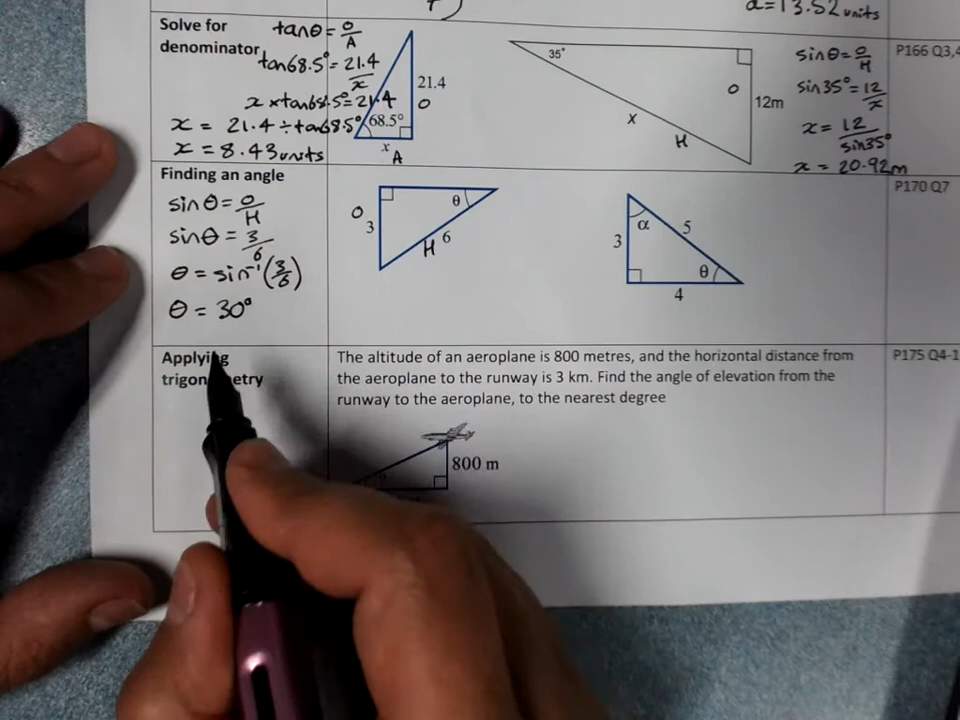 a = 13.52 units
Solve for
denominator
tanθ = O/A
tan68.5° = 21.4/x
x × tan68.5° = 21.4
x = 21.4 ÷ tan68.5°
x = 8.43 units
21.4
O
68.5°
x
A
35°
O
12m
x
H
sinθ = O/H
sin35° = 12/x
x = 12/sin35°
x = 20.92m
P166 Q3,4
Finding an angle
sinθ = O/H
sinθ = 3/6
θ = sin⁻¹(3/6)
θ = 30°
O
3
θ
6
H
α
5
3
θ
4
P170 Q7
Applying
The altitude of an aeroplane is 800 metres, and the horizontal distance from
the aeroplane to the runway is 3 km. Find the angle of elevation from the
runway to the aeroplane, to the nearest degree
800 m
P175 Q4-1